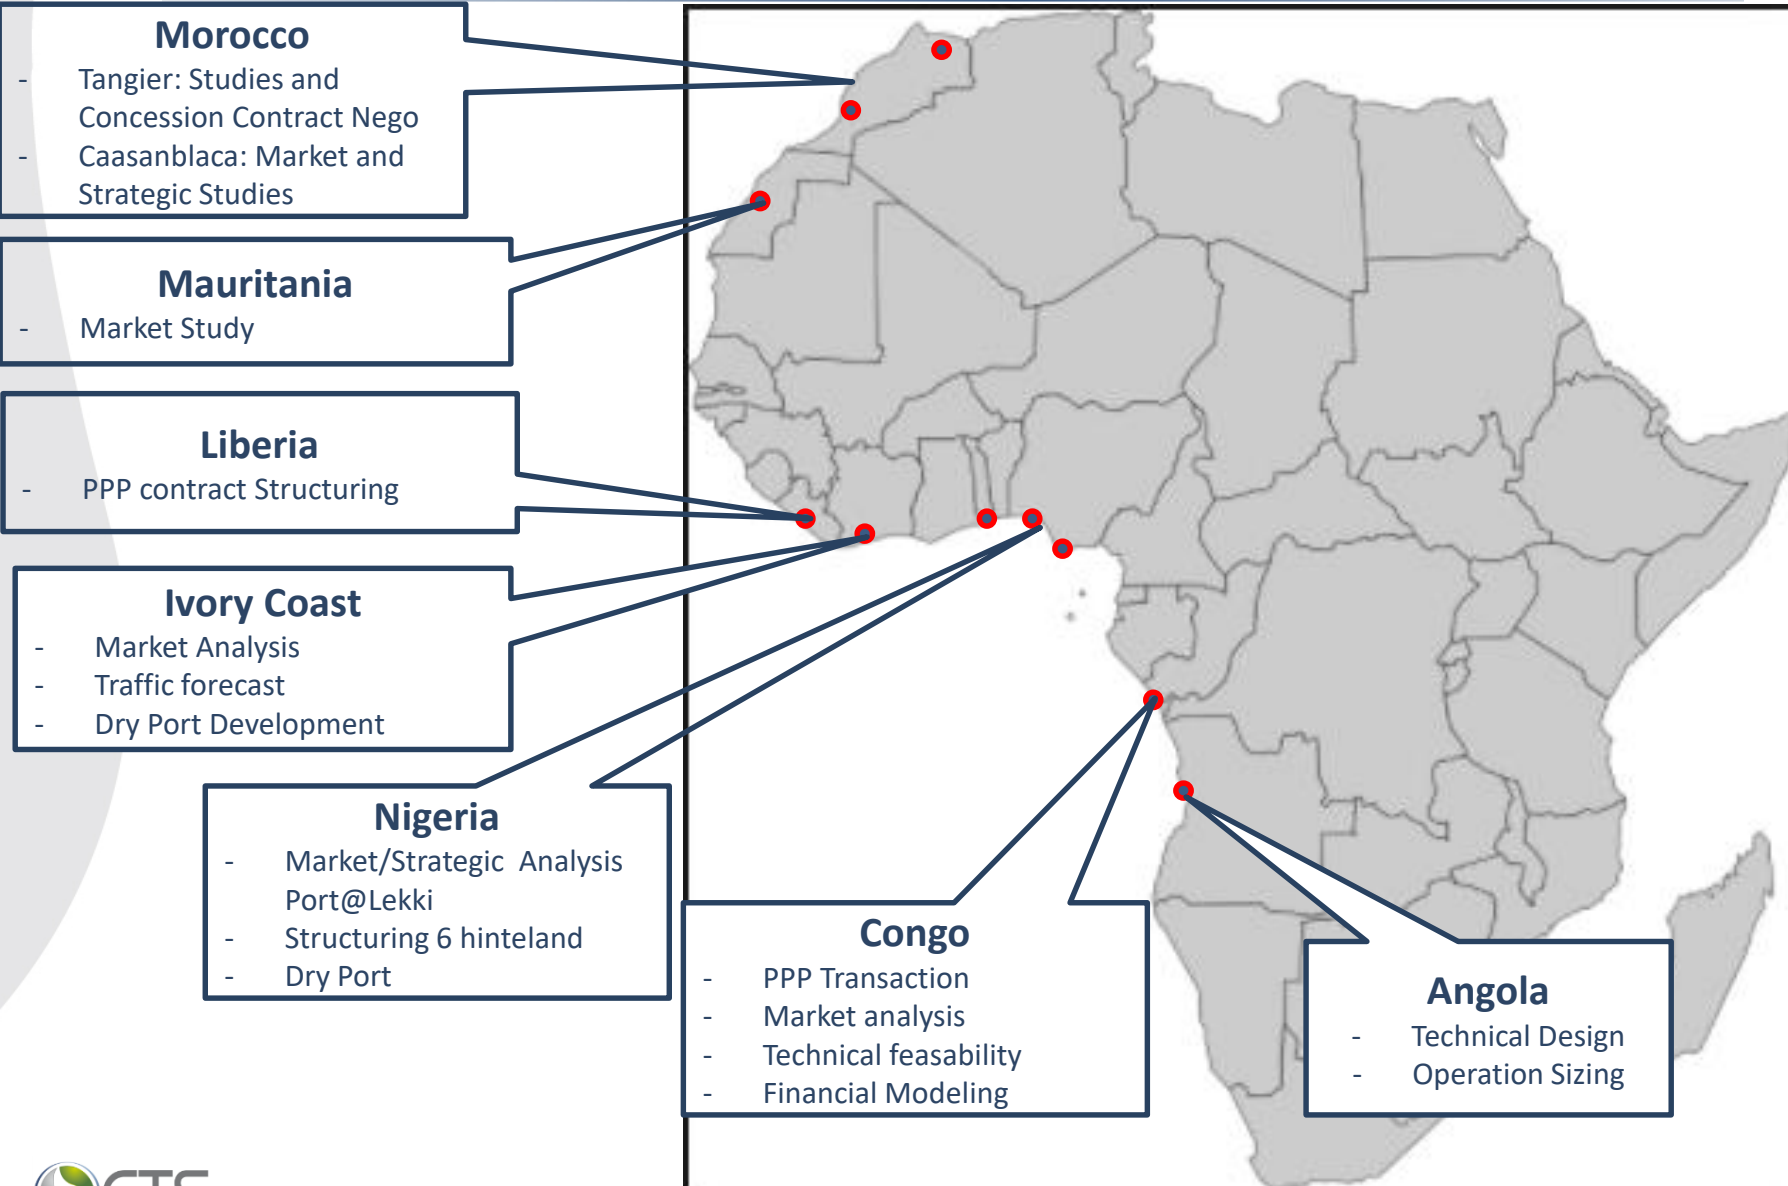 Morocco
- Tangier: Studies and
Concession Contract Nego
- Caasanblaca: Market and
Strategic Studies
Mauritania
- Market Study
Liberia
- PPP contract Structuring
Ivory Coast
- Market Analysis
- Traffic forecast
- Dry Port Development
Nigeria
- Market/Strategic Analysis
Port@Lekki
- Structuring 6 hinteland
- Dry Port
Congo
- PPP Transaction
- Market analysis
- Technical feasability
- Financial Modeling
Angola
- Technical Design
- Operation Sizing